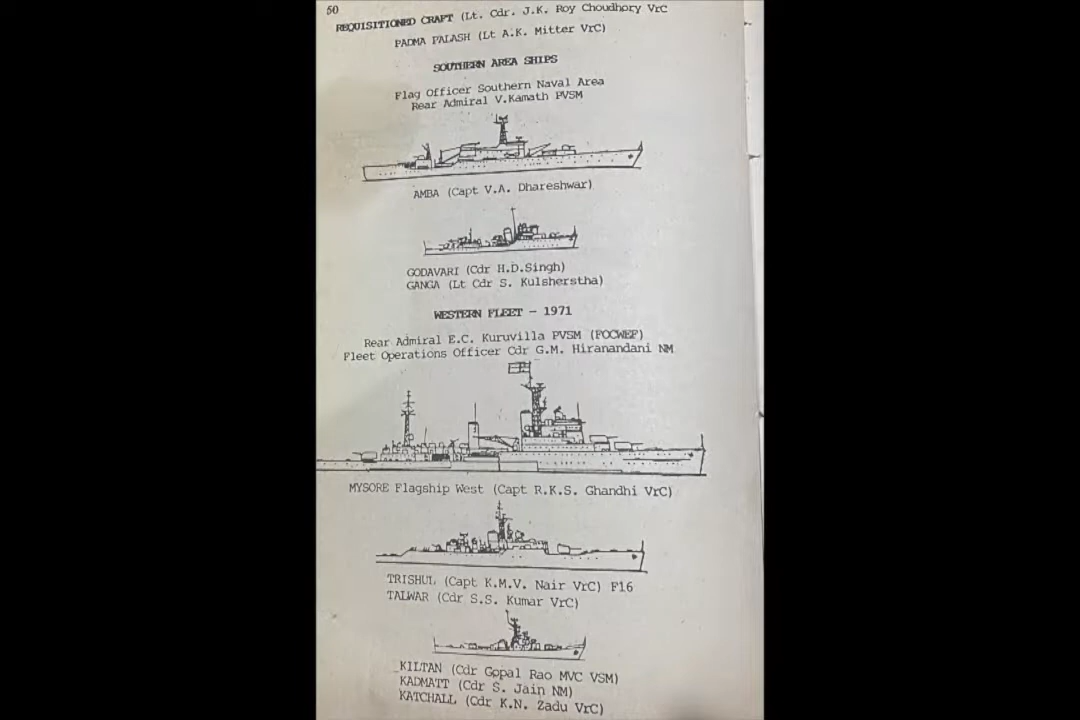 50
REQUISITIONED CRAFT (Lt. Cdr. J.K. Roy Choudhory VrC
PADMA PALASH (Lt A.K. Mitter VrC)
SOUTHERN AREA SHIPS
Flag Officer Southern Naval Area
Rear Admiral V.Kamath PVSM
AMBA (Capt V.A. Dhareshwar)
GODAVARI (Cdr H.D.Singh)
GANGA (Lt Cdr S. Kulsherstha)
WESTERN FLEET - 1971
Rear Admiral E.C. Kuruvilla PVSM (FOCWEF)
Fleet Operations Officer Cdr G.M. Hiranandani NM
MYSORE Flagship West (Capt R.K.S. Ghandhi VrC)
TRISHUL (Capt K.M.V. Nair VrC) F16
TALWAR (Cdr S.S. Kumar VrC)
KILTAN (Cdr Gopal Rao MVC VSM)
KADMATT (Cdr S. Jain NM)
KATCHALL (Cdr K.N. Zadu VrC)